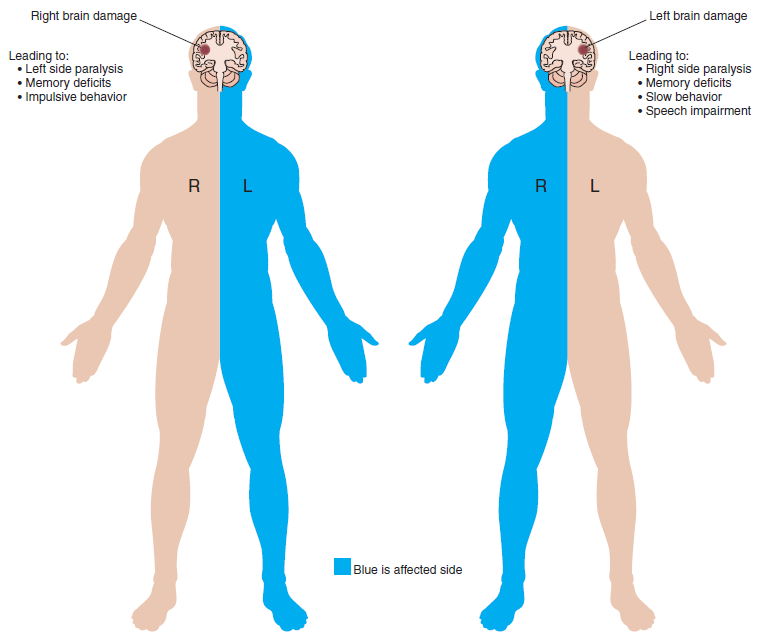 Right brain damage
Leading to:
• Left side paralysis
• Memory deficits
• Impulsive behavior
Left brain damage
Leading to:
• Right side paralysis
• Memory deficits
• Slow behavior
• Speech impairment
R L
R L
Blue is affected side